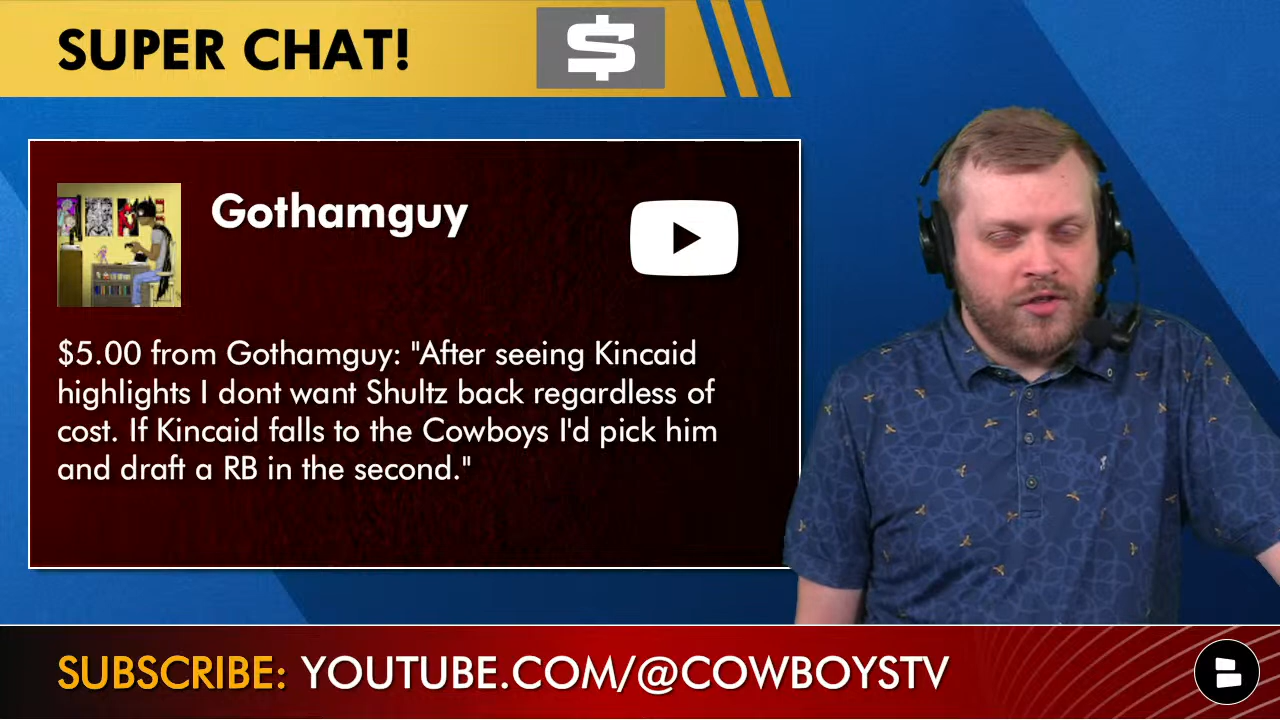 SUPER CHAT!
Gothamguy
$5.00 from Gothamguy: "After seeing Kincaid
highlights I dont want Shultz back regardless of
cost. If Kincaid falls to the Cowboys I'd pick him
and draft a RB in the second."
SUBSCRIBE: YOUTUBE.COM/@COWBOYSTV